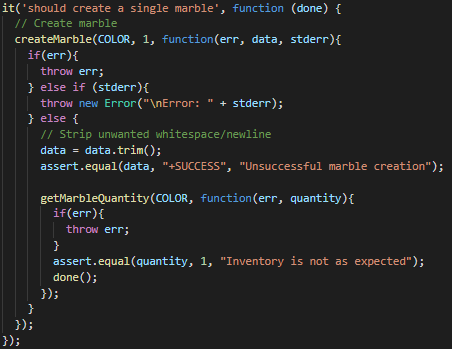 it('should create a single marble', function (done) {
  // Create marble
  createMarble(COLOR, 1, function(err, data, stderr){
    if(err){
      throw err;
    } else if (stderr){
      throw new Error("\nError: " + stderr);
    } else {
      // Strip unwanted whitespace/newline
      data = data.trim();
      assert.equal(data, "+SUCCESS", "Unsuccessful marble creation");

      getMarbleQuantity(COLOR, function(err, quantity){
        if(err){
          throw err;
        }
        assert.equal(quantity, 1, "Inventory is not as expected");
        done();
      });
    }
  });
});